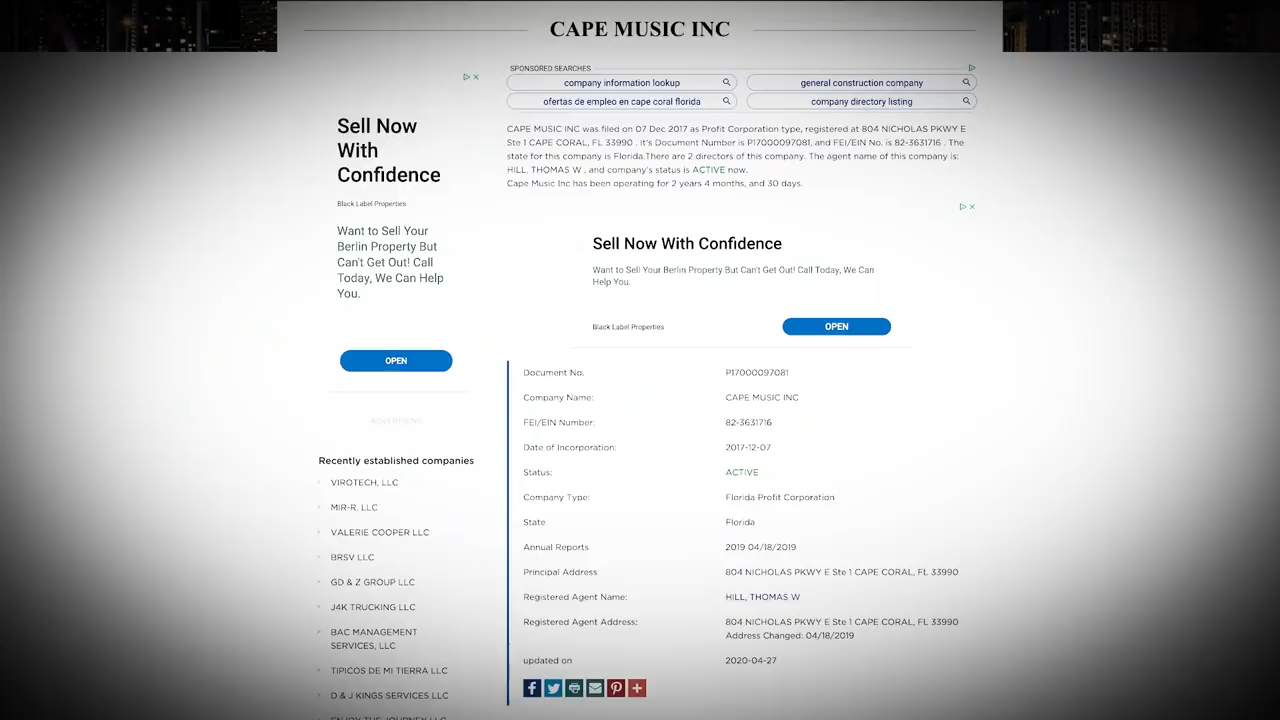 CAPE MUSIC INC
SPONSORED SEARCHES
company information lookup
general construction company
ofertas de empleo en cape coral florida
company directory listing
CAPE MUSIC INC was filed on 07 Dec 2017 as Profit Corporation type, registered at 804 NICHOLAS PKWY E
Ste 1 CAPE CORAL, FL 33990 . It's Document Number is P17000097081, and FEI/EIN No. is 82-3631716 . The
state for this company is Florida.There are 2 directors of this company. The agent name of this company is:
HILL, THOMAS W , and company's status is ACTIVE now.
Cape Music Inc has been operating for 2 years 4 months, and 30 days.
Sell Now
With
Confidence
Black Label Properties
Want to Sell Your
Berlin Property But
Can't Get Out! Call
Today, We Can Help
You.
OPEN
ADVERTISING
Sell Now With Confidence
Want to Sell Your Berlin Property But Can't Get Out! Call Today, We Can
Help You.
Black Label Properties
OPEN
Recently established companies
VIROTECH, LLC
MIR-R, LLC
VALERIE COOPER LLC
BRSV LLC
GD & Z GROUP LLC
J4K TRUCKING LLC
BAC MANAGEMENT
SERVICES, LLC
TIPICOS DE MI TIERRA LLC
D & J KINGS SERVICES LLC
ENJOY THE JOURNEY LLC
Document No. P17000097081
Company Name: CAPE MUSIC INC
FEI/EIN Number: 82-3631716
Date of Incorporation: 2017-12-07
Status: ACTIVE
Company Type: Florida Profit Corporation
State Florida
Annual Reports 2019 04/18/2019
Principal Address 804 NICHOLAS PKWY E Ste 1 CAPE CORAL, FL 33990
Registered Agent Name: HILL, THOMAS W
Registered Agent Address: 804 NICHOLAS PKWY E Ste 1 CAPE CORAL, FL 33990
Address Changed: 04/18/2019
updated on 2020-04-27